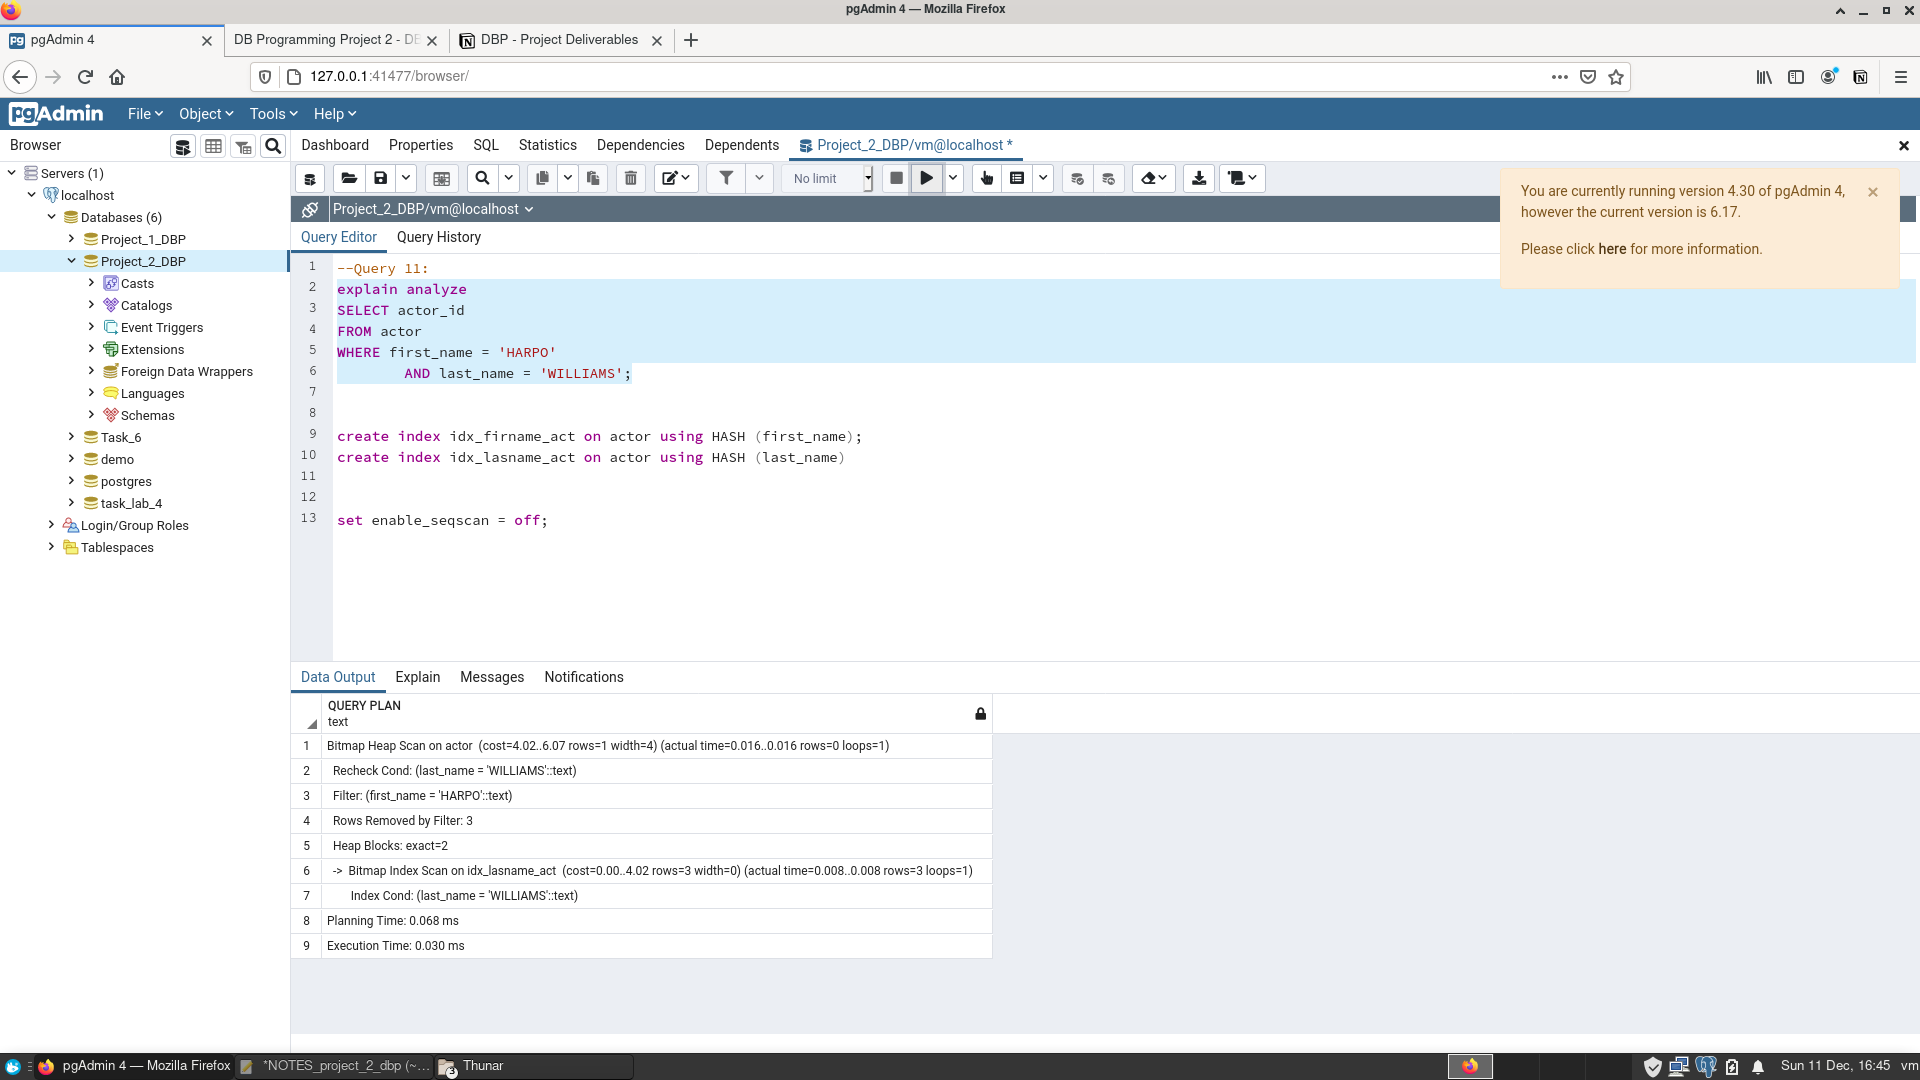 pgAdmin 4 — Mozilla Firefox
pgAdmin 4
DB Programming Project 2 - DB
DBP - Project Deliverables
127.0.0.1:41477/browser/
pgAdmin
File
Object
Tools
Help
Browser
Dashboard
Properties
SQL
Statistics
Dependencies
Dependents
Project_2_DBP/vm@localhost *
Servers (1)
localhost
Databases (6)
Project_1_DBP
Project_2_DBP
Casts
Catalogs
Event Triggers
Extensions
Foreign Data Wrappers
Languages
Schemas
Task_6
demo
postgres
task_lab_4
Login/Group Roles
Tablespaces
No limit
Project_2_DBP/vm@localhost
Query Editor
Query History
You are currently running version 4.30 of pgAdmin 4,
however the current version is 6.17.
Please click here for more information.
1 --Query 11:
2 explain analyze
3 SELECT actor_id
4 FROM actor
5 WHERE first_name = 'HARPO'
6 AND last_name = 'WILLIAMS';
7
8
9 create index idx_firname_act on actor using HASH (first_name);
10 create index idx_lasname_act on actor using HASH (last_name)
11
12
13 set enable_seqscan = off;
Data Output
Explain
Messages
Notifications
QUERY PLAN
text
1 Bitmap Heap Scan on actor (cost=4.02..6.07 rows=1 width=4) (actual time=0.016..0.016 rows=0 loops=1)
2 Recheck Cond: (last_name = 'WILLIAMS'::text)
3 Filter: (first_name = 'HARPO'::text)
4 Rows Removed by Filter: 3
5 Heap Blocks: exact=2
6 -> Bitmap Index Scan on idx_lasname_act (cost=0.00..4.02 rows=3 width=0) (actual time=0.008..0.008 rows=3 loops=1)
7 Index Cond: (last_name = 'WILLIAMS'::text)
8 Planning Time: 0.068 ms
9 Execution Time: 0.030 ms
pgAdmin 4 — Mozilla Firefox
*NOTES_project_2_dbp (~...
3
Thunar
Sun 11 Dec, 16:45
vm